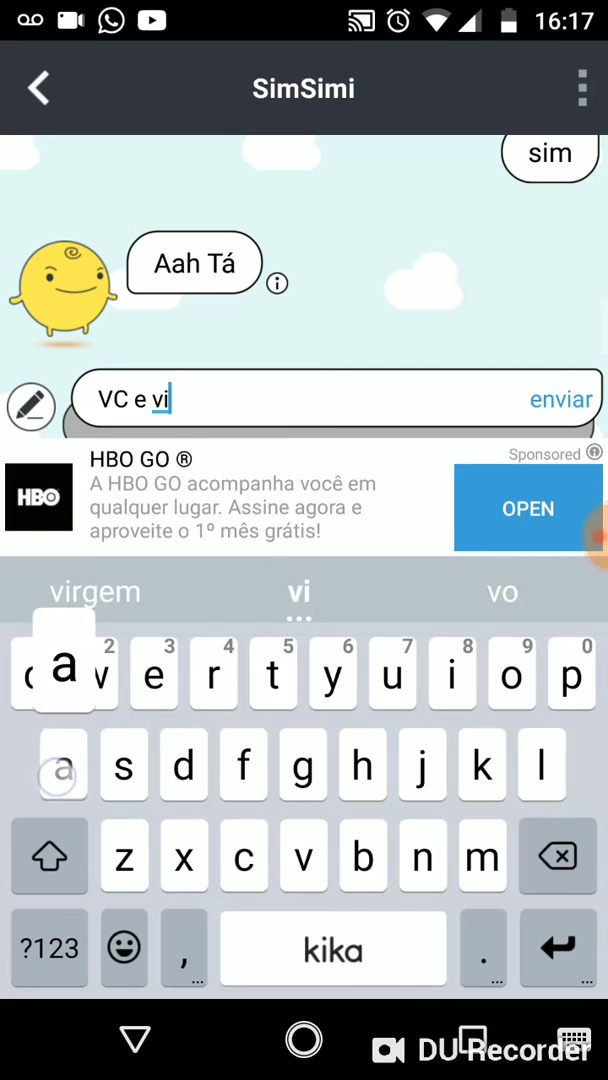 16:17
SimSimi
sim
Aah Tá
VC e vi
enviar
HBO GO ®
Sponsored
HBO
A HBO GO acompanha você em
qualquer lugar. Assine agora e
aproveite o 1º mês grátis!
OPEN
virgem vi vo
a
2 3 4 5 6 7 8 9 0
w e r t y u i o p
a s d f g h j k l
z x c v b n m
?123 , kika .
DU Recorder